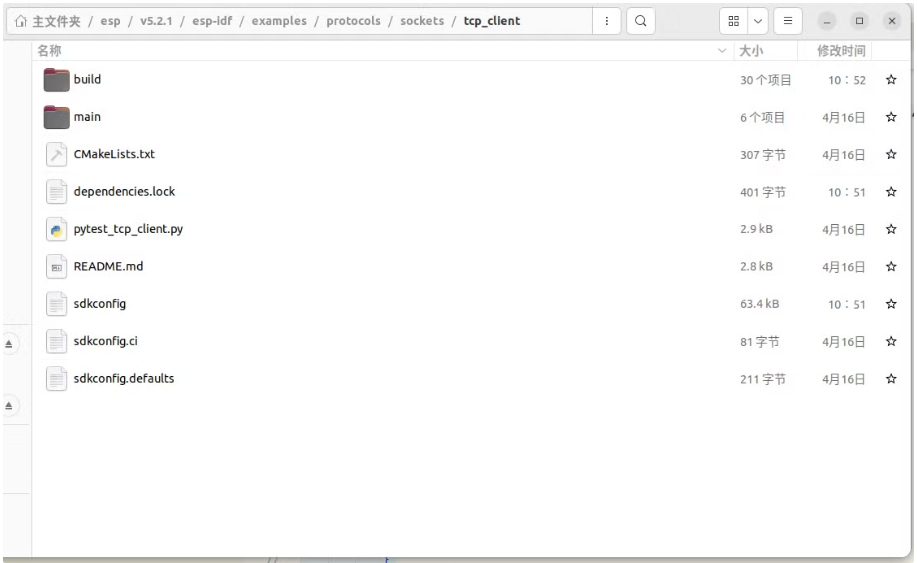 主文件夹 / esp / v5.2.1 / esp-idf / examples / protocols / sockets / tcp_client
名称 大小 修改时间
build 30 个项目 10：52
main 6 个项目 4月16日
CMakeLists.txt 307 字节 4月16日
dependencies.lock 401 字节 10：51
pytest_tcp_client.py 2.9 kB 4月16日
README.md 2.8 kB 4月16日
sdkconfig 63.4 kB 10：51
sdkconfig.ci 81 字节 4月16日
sdkconfig.defaults 211 字节 4月16日